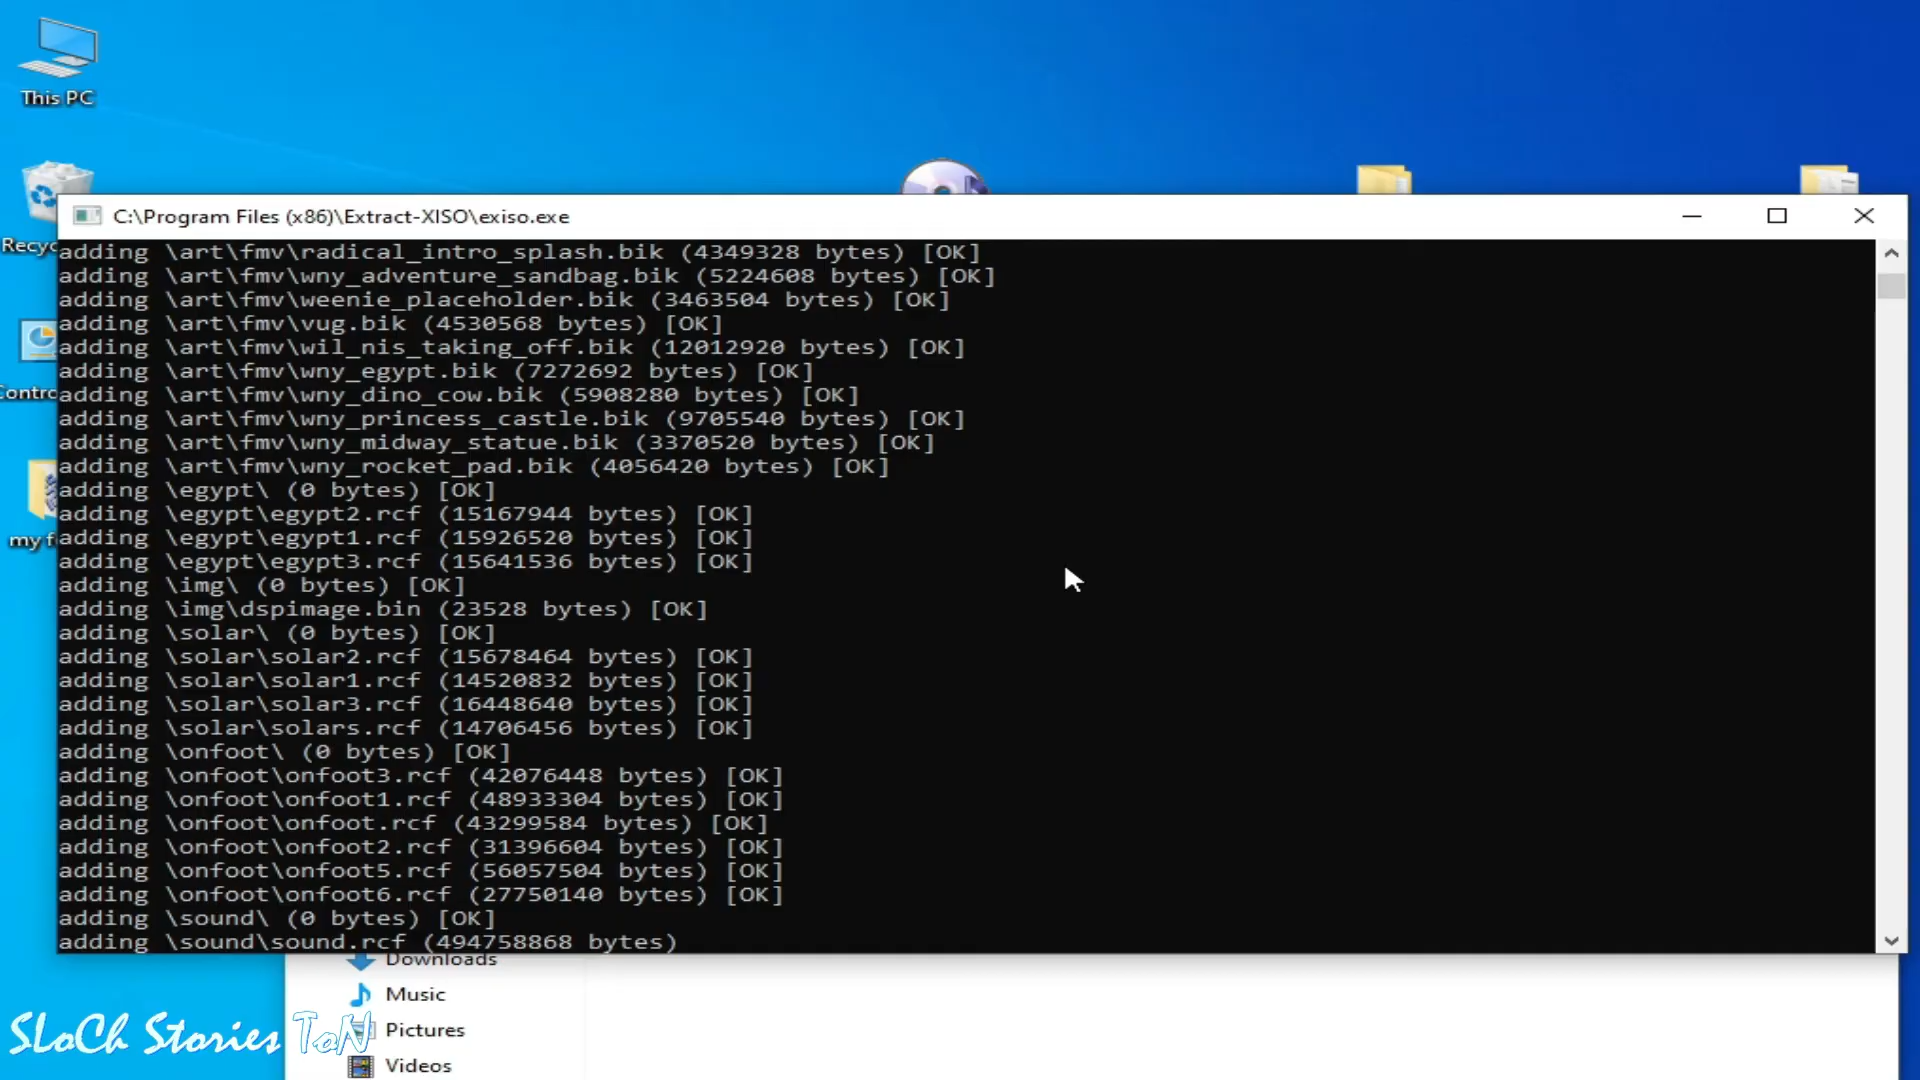 This PC
C:\Program Files (x86)\Extract-XISO\exiso.exe
Recyc
adding \art\fmv\radical_intro_splash.bik (4349328 bytes) [OK]
adding \art\fmv\wny_adventure_sandbag.bik (5224608 bytes) [OK]
adding \art\fmv\weenie_placeholder.bik (3463504 bytes) [OK]
adding \art\fmv\vug.bik (4530568 bytes) [OK]
adding \art\fmv\wil_nis_taking_off.bik (12012920 bytes) [OK]
adding \art\fmv\wny_egypt.bik (7272692 bytes) [OK]
Contro
adding \art\fmv\wny_dino_cow.bik (5908280 bytes) [OK]
adding \art\fmv\wny_princess_castle.bik (9705540 bytes) [OK]
adding \art\fmv\wny_midway_statue.bik (3370520 bytes) [OK]
adding \art\fmv\wny_rocket_pad.bik (4056420 bytes) [OK]
adding \egypt\ (0 bytes) [OK]
adding \egypt\egypt2.rcf (15167944 bytes) [OK]
my f
adding \egypt\egypt1.rcf (15926520 bytes) [OK]
adding \egypt\egypt3.rcf (15641536 bytes) [OK]
adding \img\ (0 bytes) [OK]
adding \img\dspimage.bin (23528 bytes) [OK]
adding \solar\ (0 bytes) [OK]
adding \solar\solar2.rcf (15678464 bytes) [OK]
adding \solar\solar1.rcf (14520832 bytes) [OK]
adding \solar\solar3.rcf (16448640 bytes) [OK]
adding \solar\solars.rcf (14706456 bytes) [OK]
adding \onfoot\ (0 bytes) [OK]
adding \onfoot\onfoot3.rcf (42076448 bytes) [OK]
adding \onfoot\onfoot1.rcf (48933304 bytes) [OK]
adding \onfoot\onfoot.rcf (43299584 bytes) [OK]
adding \onfoot\onfoot2.rcf (31396604 bytes) [OK]
adding \onfoot\onfoot5.rcf (56057504 bytes) [OK]
adding \onfoot\onfoot6.rcf (27750140 bytes) [OK]
adding \sound\ (0 bytes) [OK]
adding \sound\sound.rcf (494758868 bytes)
Downloads
Music
Pictures
Videos
SLoCh Stories ToN